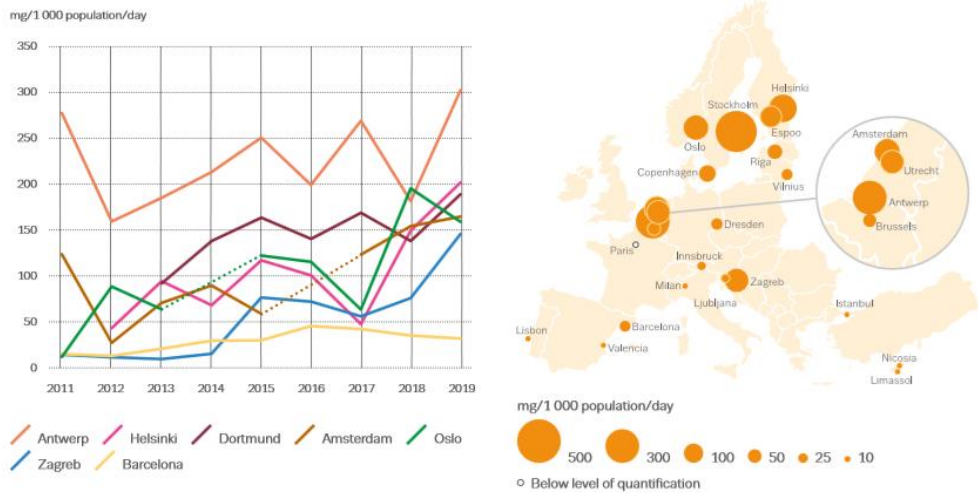 mg/1 000 population/day
350
300
250
200
150
100
50
0
2011 2012 2013 2014 2015 2016 2017 2018 2019
Antwerp Helsinki Dortmund Amsterdam Oslo
Zagreb Barcelona
Helsinki
Stockholm
Oslo
Espoo
Riga
Copenhagen
Vilnius
Amsterdam
Utrecht
Antwerp
Brussels
Dresden
Paris
Innsbruck
Milan
Zagreb
Ljubljana
Istanbul
Lisbon
Barcelona
Valencia
Nicosia
Limassol
mg/1 000 population/day
500 300 100 50 25 10
Below level of quantification